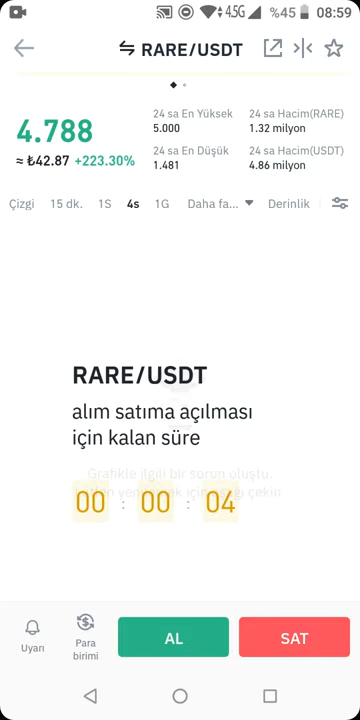 4.5G %45 08:59
RARE/USDT
4.788
≈ ₺42.87 +223.30%
24 sa En Yüksek
5.000
24 sa Hacim(RARE)
1.32 milyon
24 sa En Düşük
1.481
24 sa Hacim(USDT)
4.86 milyon
Çizgi 15 dk. 1S 4s 1G Daha fa... Derinlik
RARE/USDT
alım satıma açılması
için kalan süre
Grafikle ilgili bir sorun oluştu.
için çekin
00 : 00 : 04
Uyarı
Para
birimi
AL
SAT